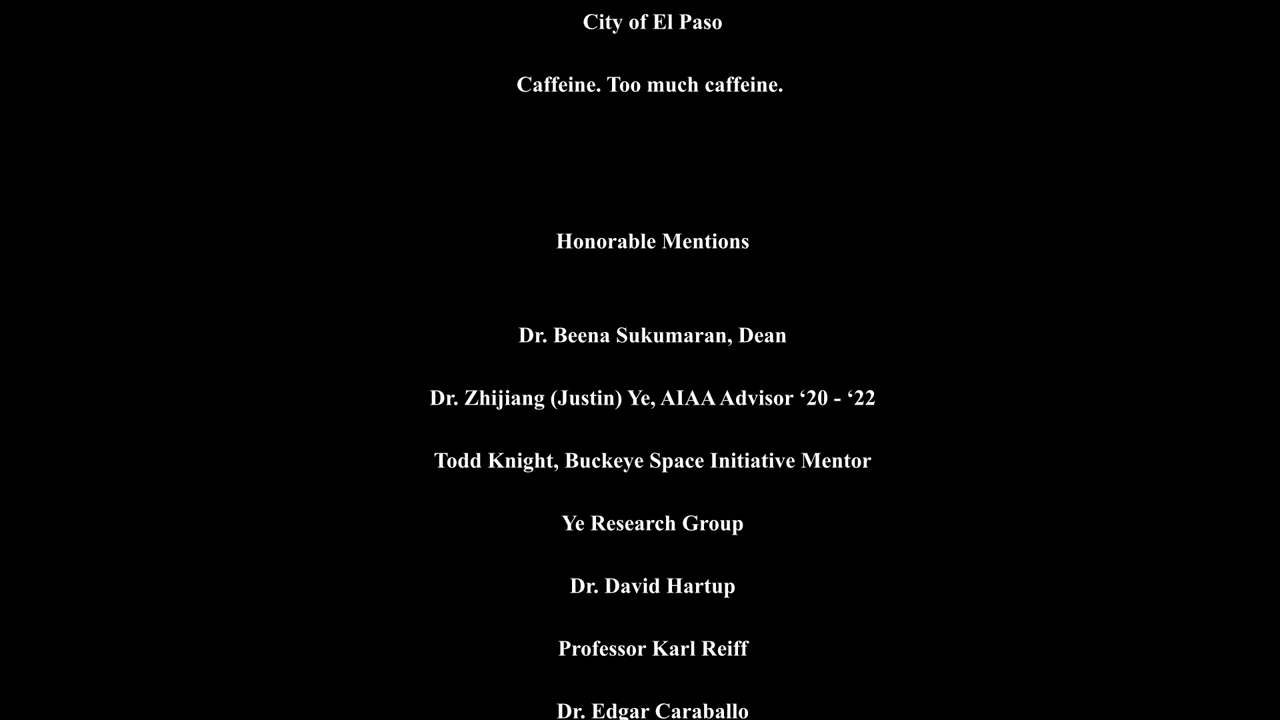 City of El Paso
Caffeine. Too much caffeine.
Honorable Mentions
Dr. Beena Sukumaran, Dean
Dr. Zhijiang (Justin) Ye, AIAA Advisor ‘20 - ‘22
Todd Knight, Buckeye Space Initiative Mentor
Ye Research Group
Dr. David Hartup
Professor Karl Reiff
Dr. Edgar Caraballo